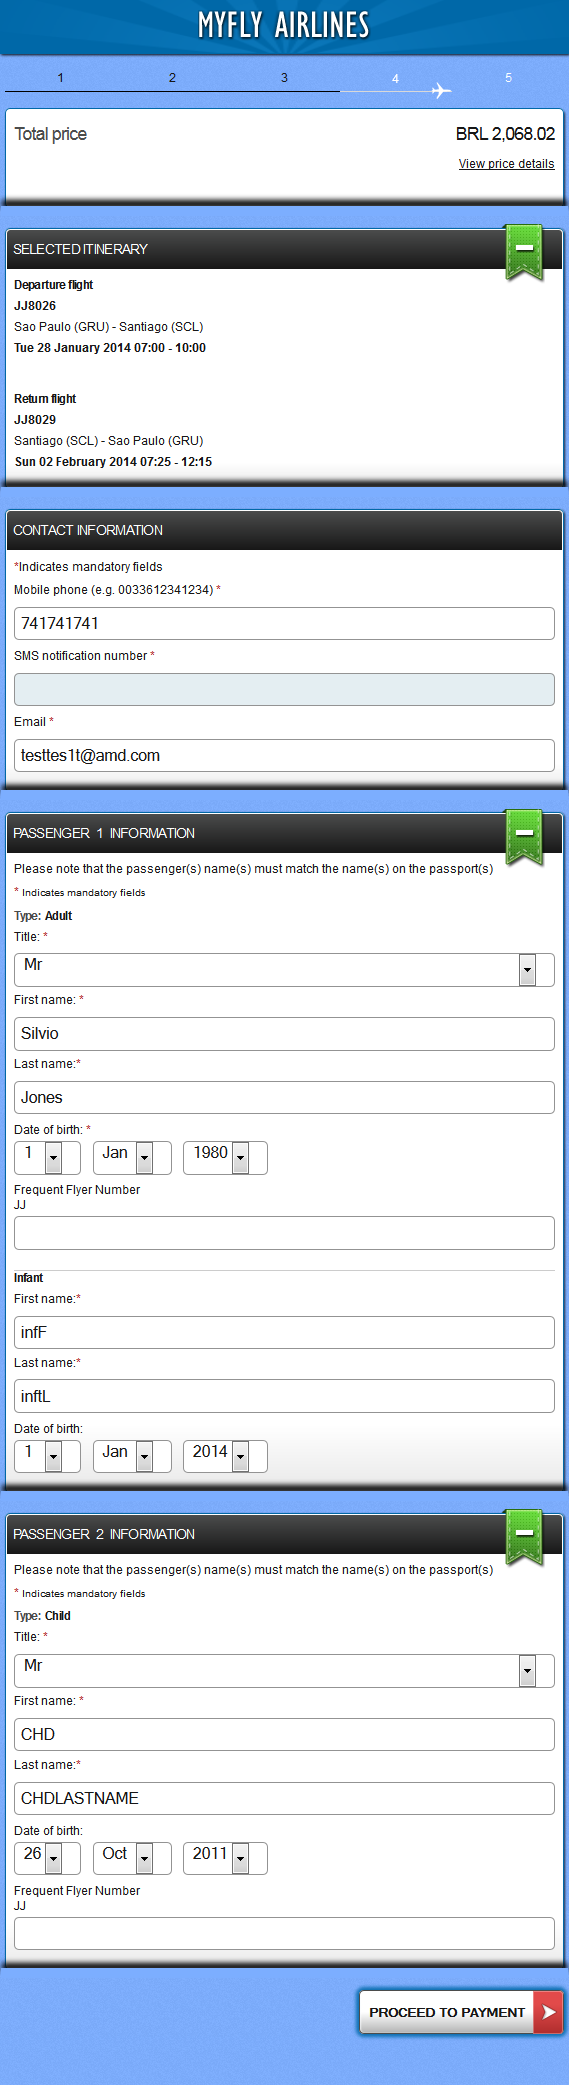 MYFLY AIRLINES
1 2 3 4 5
Total price BRL 2,068.02
View price details
SELECTED ITINERARY
Departure flight
JJ8026
Sao Paulo (GRU) - Santiago (SCL)
Tue 28 January 2014 07:00 - 10:00
Return flight
JJ8029
Santiago (SCL) - Sao Paulo (GRU)
Sun 02 February 2014 07:25 - 12:15
CONTACT INFORMATION
*Indicates mandatory fields
Mobile phone (e.g. 0033612341234) *
741741741
SMS notification number *
Email *
testtes1t@amd.com
PASSENGER 1 INFORMATION
Please note that the passenger(s) name(s) must match the name(s) on the passport(s)
* Indicates mandatory fields
Type: Adult
Title: *
Mr
First name: *
Silvio
Last name:*
Jones
Date of birth: *
1 Jan 1980
Frequent Flyer Number
JJ
Infant
First name:*
infF
Last name:*
inftL
Date of birth:
1 Jan 2014
PASSENGER 2 INFORMATION
Please note that the passenger(s) name(s) must match the name(s) on the passport(s)
* Indicates mandatory fields
Type: Child
Title: *
Mr
First name: *
CHD
Last name:*
CHDLASTNAME
Date of birth:
26 Oct 2011
Frequent Flyer Number
JJ
PROCEED TO PAYMENT